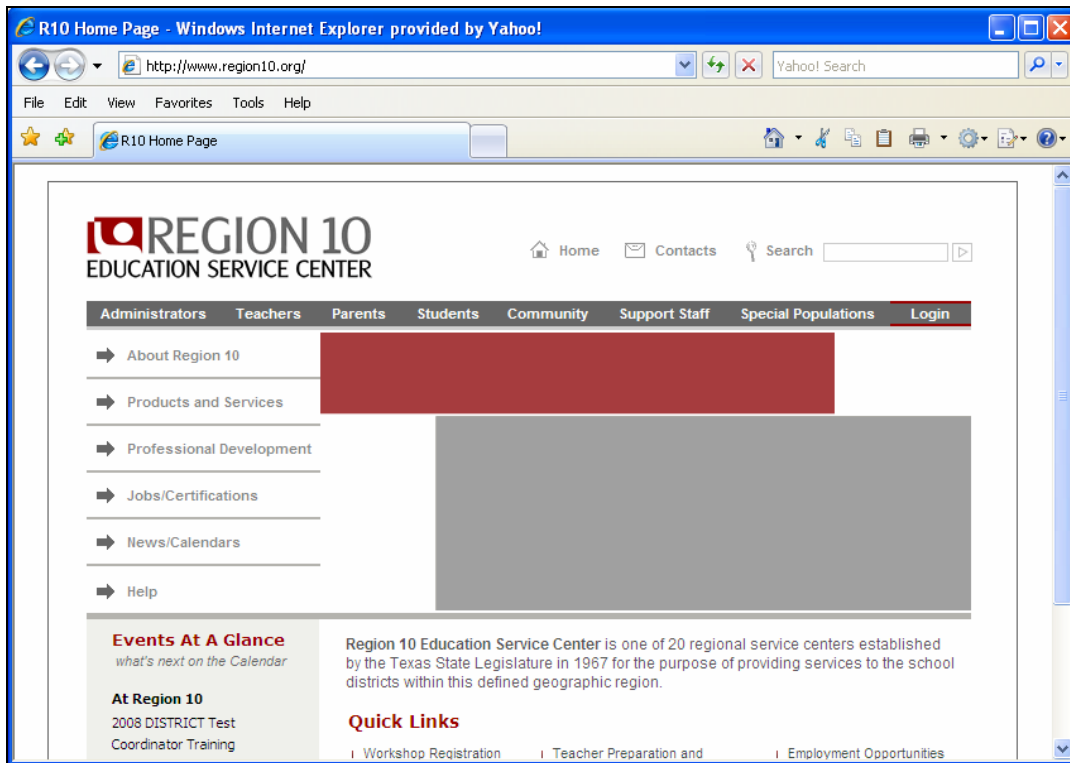 R10 Home Page - Windows Internet Explorer provided by Yahoo!
http://www.region10.org/
Yahoo! Search
File Edit View Favorites Tools Help
R10 Home Page
REGION 10
EDUCATION SERVICE CENTER
Home Contacts Search
Administrators Teachers Parents Students Community Support Staff Special Populations Login
About Region 10
Products and Services
Professional Development
Jobs/Certifications
News/Calendars
Help
Events At A Glance
what's next on the Calendar
At Region 10
2008 DISTRICT Test
Coordinator Training
Region 10 Education Service Center is one of 20 regional service centers established
by the Texas State Legislature in 1967 for the purpose of providing services to the school
districts within this defined geographic region.
Quick Links
Workshop Registration Teacher Preparation and Employment Opportunities